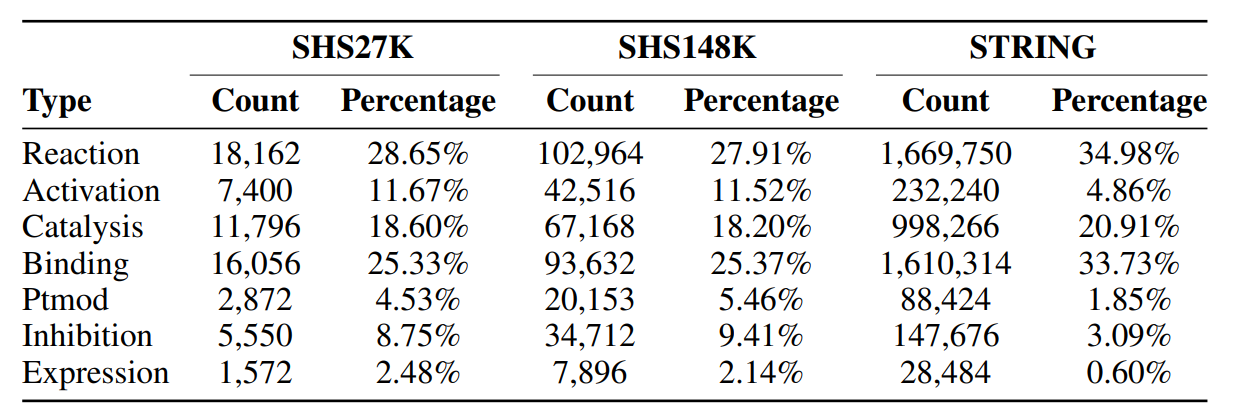 SHS27K SHS148K STRING
Type Count Percentage Count Percentage Count Percentage
Reaction 18,162 28.65% 102,964 27.91% 1,669,750 34.98%
Activation 7,400 11.67% 42,516 11.52% 232,240 4.86%
Catalysis 11,796 18.60% 67,168 18.20% 998,266 20.91%
Binding 16,056 25.33% 93,632 25.37% 1,610,314 33.73%
Ptmod 2,872 4.53% 20,153 5.46% 88,424 1.85%
Inhibition 5,550 8.75% 34,712 9.41% 147,676 3.09%
Expression 1,572 2.48% 7,896 2.14% 28,484 0.60%